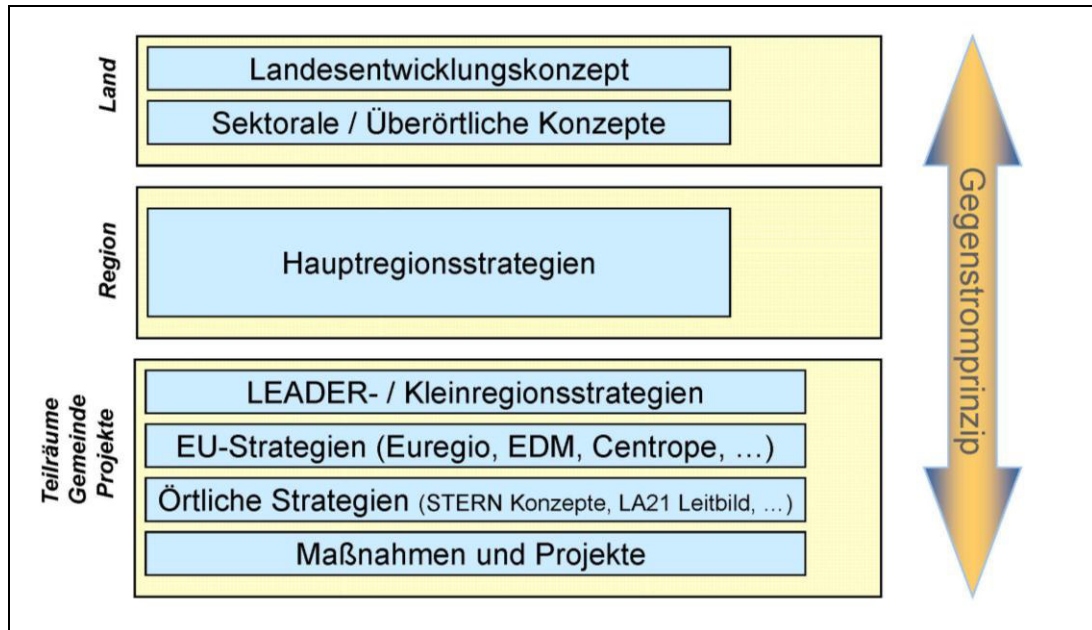 Land
Landesentwicklungskonzept
Sektorale / Überörtliche Konzepte
Region
Hauptregionsstrategien
Teilräume
Gemeinde
Projekte
LEADER- / Kleinregionsstrategien
EU-Strategien (Euregio, EDM, Centrope, …)
Örtliche Strategien (STERN Konzepte, LA21 Leitbild, …)
Maßnahmen und Projekte
Gegenstromprinzip